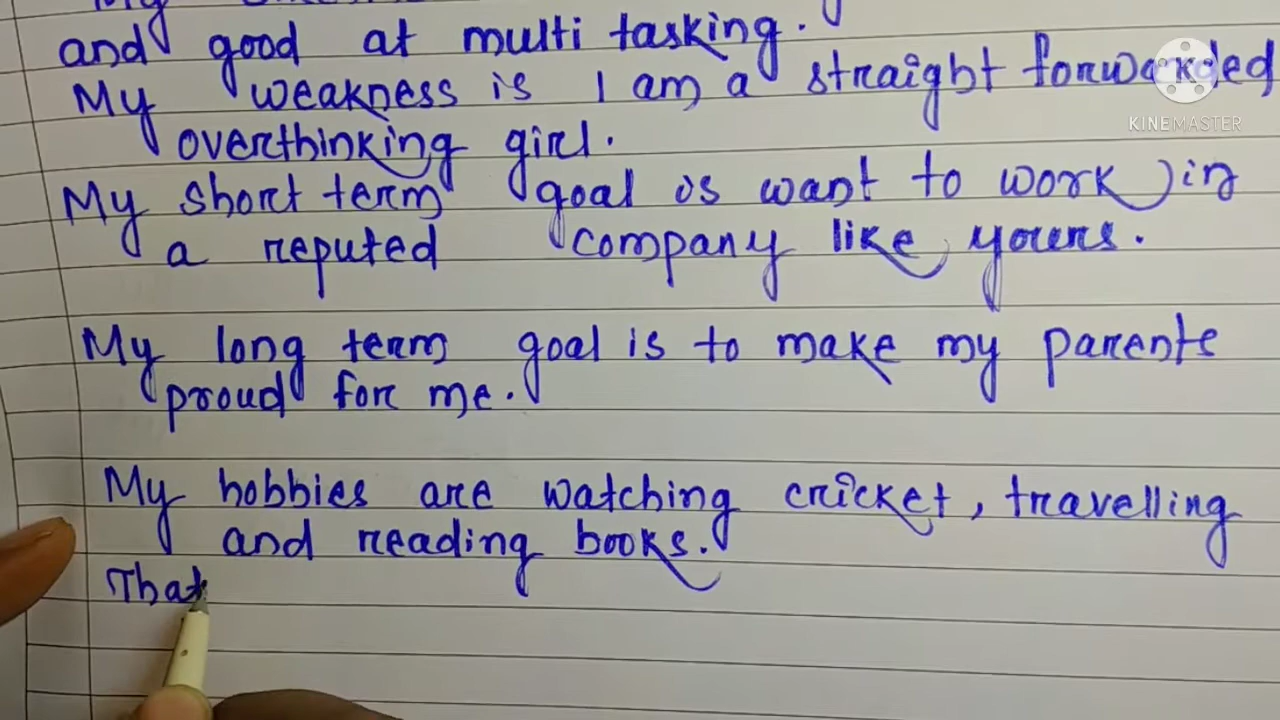 My
and good at multi tasking.
My weakness is I am a straight forwarded
overthinking girl.
My short term goal is want to work in
a reputed company like yours.
My long term goal is to make my parents
proud for me.
My hobbies are watching cricket, travelling
and reading books.
That
KINEMASTER